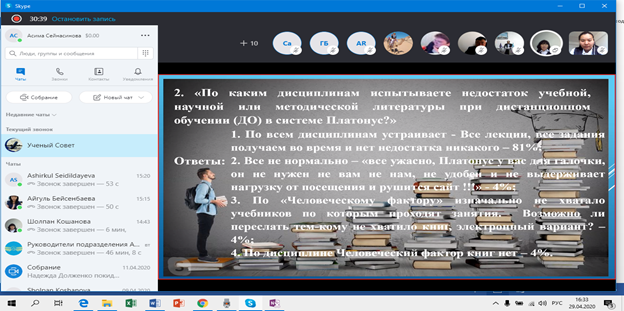 Skype
30:39 Остановить запись
АС Асима Сейнасинова $0.00
Люди, группы и сообщения
Чаты
Звонки
Контакты
Уведомления
Собрание
Новый чат
Недавние чаты
Текущий звонок
Ученый Совет
Чаты
AS Ashirkul Seidildayeva 15:20
Звонок завершен — 53 с
Айгуль Бейсенбаева 15:15
Звонок завершен — 50 с
Шолпан Кошанова 14:43
Звонок завершен — 6 мин,
Руководители подразделения А... вт
Звонок завершен — 46 мин, 8 с
Собрание 11.04.2020
Надежда Долженко покид...
Sholpan Koshanova 10.04.2020
+ 10
Са
ГБ
AR
2. «По каким дисциплинам испытываете недостаток учебной,
научной или методической литературы при дистанционном
обучении (ДО) в системе Платонус?»
1. По всем дисциплинам устраивает - Все лекции, все задания
получаем во время и нет недостатка никакого – 81%;
Ответы: 2. Все не нормально – «все ужасно, Платонус у вас для галочки,
он не нужен не вам не нам, не удобен и не выдерживает
нагрузку от посещения и рушится сайт !!!» - 4%;
3. По «Человеческому фактору» изначально не хватало
учебников по которым проходят занятия. Возможно ли
переслать тем кому не хватило книг, электронный вариант? –
4%;
4. По дисциплине Человеческий фактор книг нет – 4%.
РУС
16:33
29.04.2020